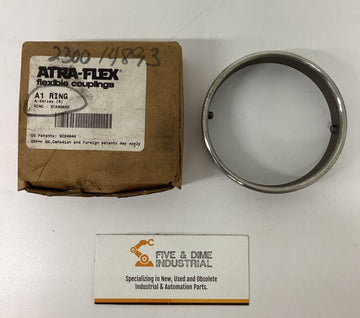 2300 14893
ATRA-FLEX®
flexible couplings
A1 RING
A-Series (R)
RING - STANDARD
US Patents: 6024644
Other US,Canadian and Foreign patents may apply
FIVE & DIME
INDUSTRIAL
Specializing in New, Used and Obsolete
Industrial & Automation Parts.